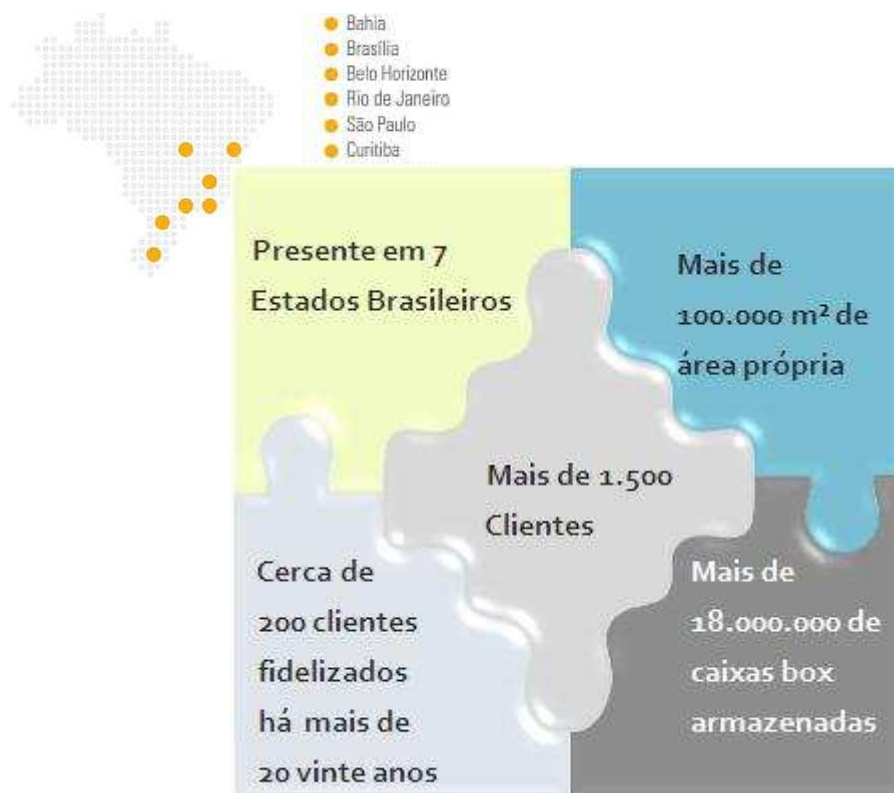 Bahia
Brasília
Belo Horizonte
Rio de Janeiro
São Paulo
Curitiba
Presente em 7
Estados Brasileiros
Mais de
100.000 m² de
área própria
Mais de 1.500
Clientes
Cerca de
200 clientes
fidelizados
há mais de
20 vinte anos
Mais de
18.000.000 de
caixas box
armazenadas